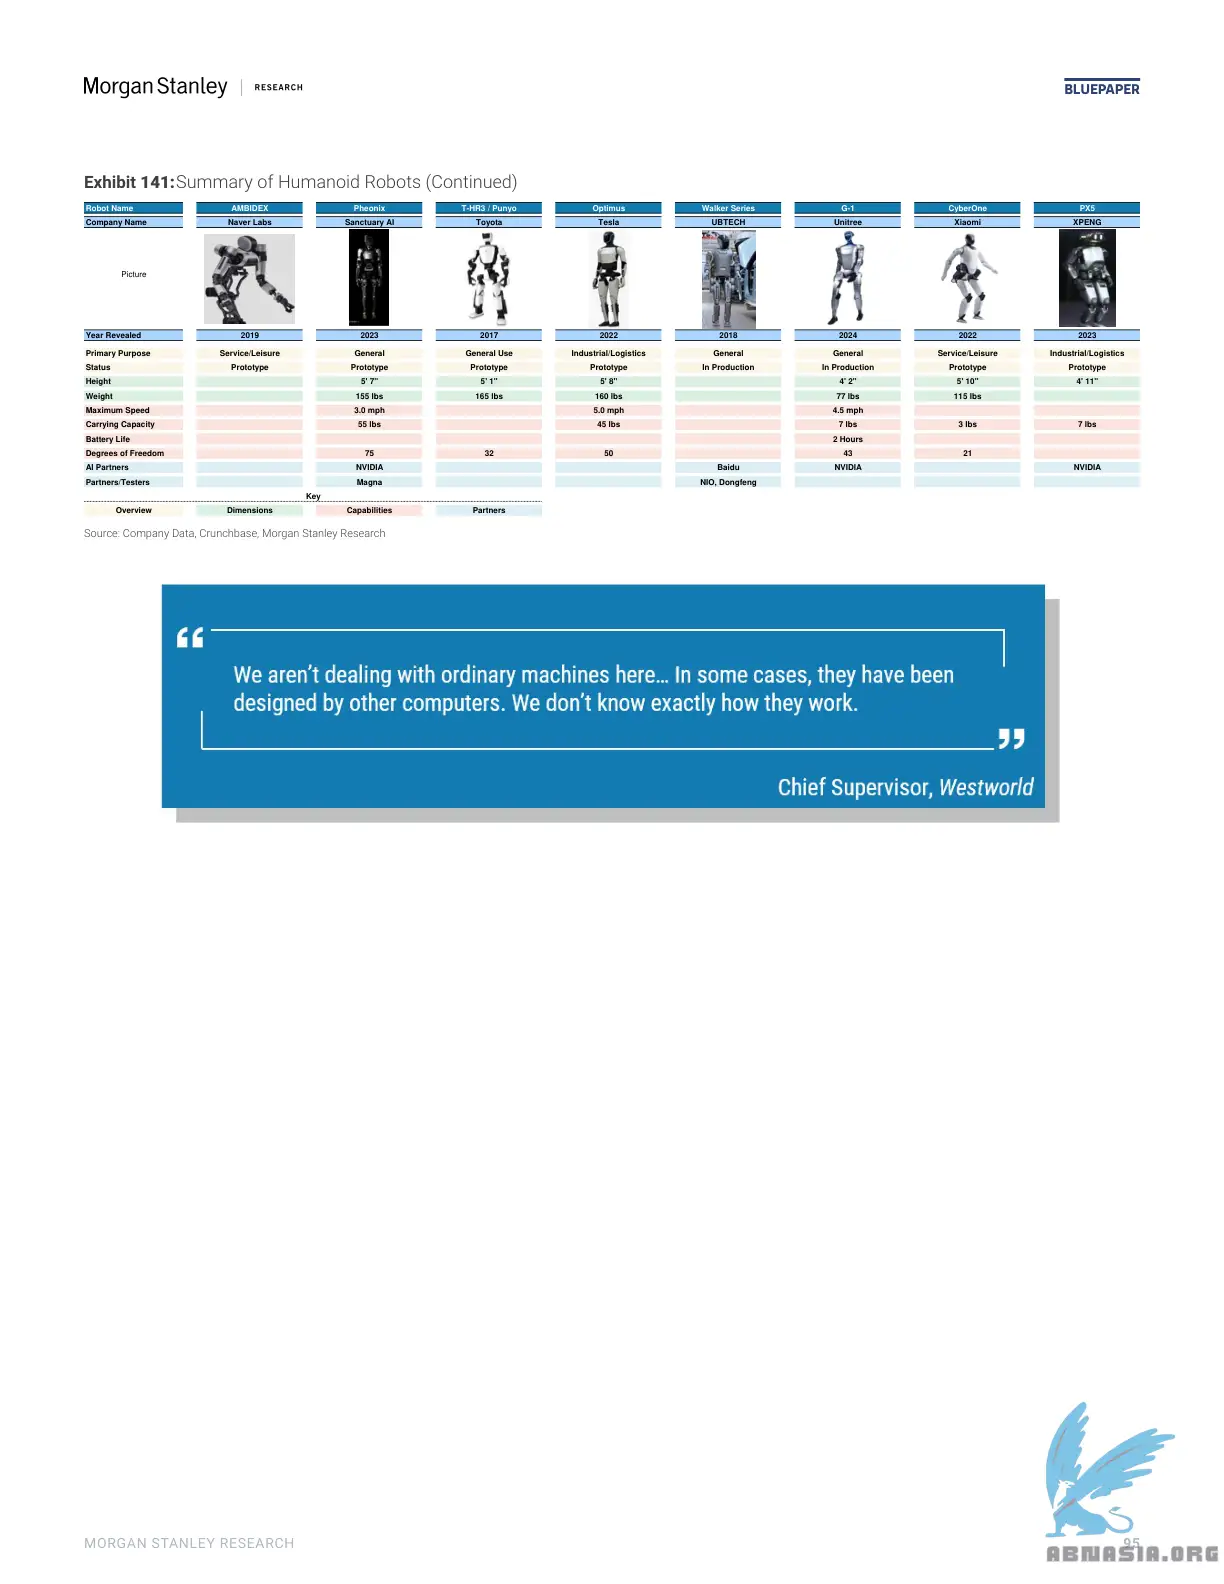 Morgan Stanley | RESEARCH
BLUEPAPER
Exhibit 141: Summary of Humanoid Robots (Continued)
Robot Name AMBIDEX Pheonix T-HR3 / Punyo Optimus Walker Series G-1 CyberOne PX5
Company Name Naver Labs Sanctuary AI Toyota Tesla UBTECH Unitree Xiaomi XPENG
Picture
Year Revealed 2019 2023 2017 2022 2018 2024 2022 2023
Primary Purpose Service/Leisure General General Use Industrial/Logistics General General Service/Leisure Industrial/Logistics
Status Prototype Prototype Prototype Prototype In Production In Production Prototype Prototype
Height 5' 7" 5' 1" 5' 8" 4' 2" 5' 10" 4' 11"
Weight 155 lbs 165 lbs 160 lbs 77 lbs 115 lbs
Maximum Speed 3.0 mph 5.0 mph 4.5 mph
Carrying Capacity 55 lbs 45 lbs 7 lbs 3 lbs 7 lbs
Battery Life 2 Hours
Degrees of Freedom 75 32 50 43 21
AI Partners NVIDIA Baidu NVIDIA NVIDIA
Partners/Testers Magna NIO, Dongfeng
Key
Overview Dimensions Capabilities Partners
Source: Company Data, Crunchbase, Morgan Stanley Research
“ We aren’t dealing with ordinary machines here... In some cases, they have been
designed by other computers. We don’t know exactly how they work. ”
Chief Supervisor, Westworld
MORGAN STANLEY RESEARCH
95
ABNASIA.ORG